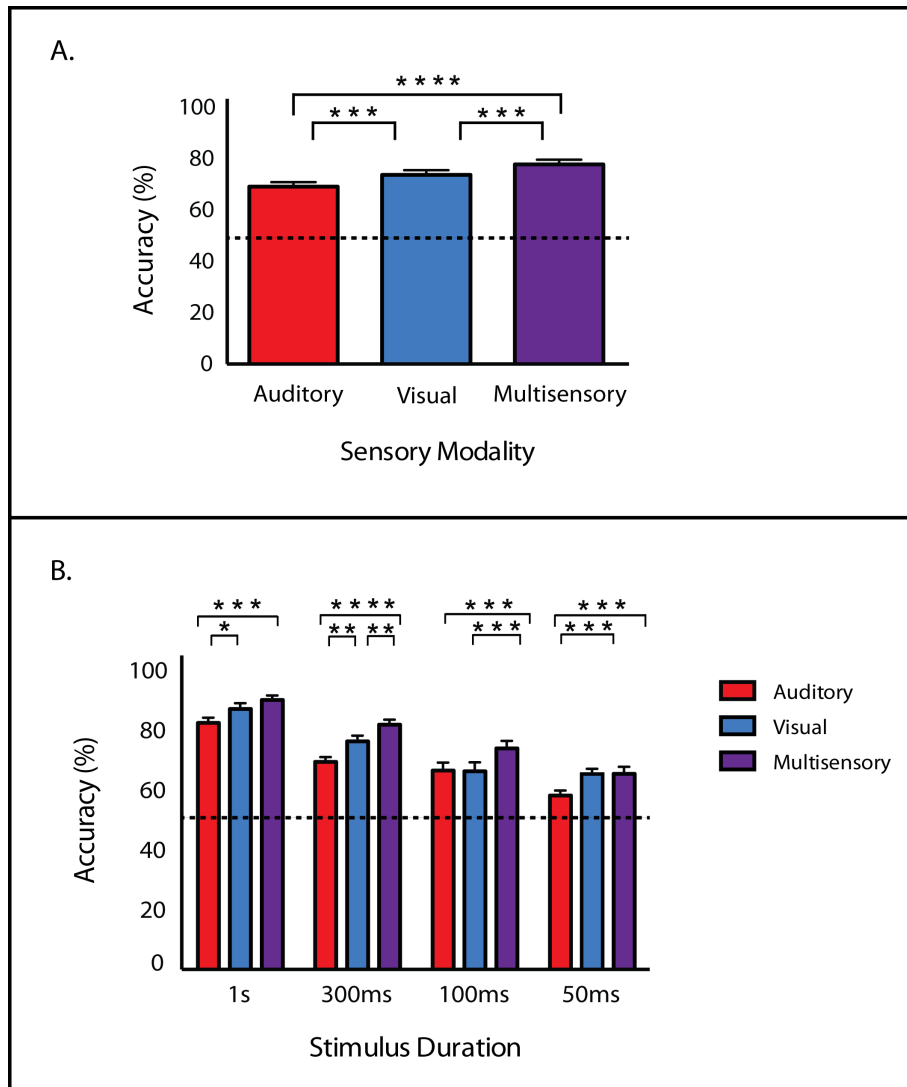 A.
* * * *
* * *   * * *
Accuracy (%)
100
80
60
40
20
0
Auditory   Visual   Multisensory
Sensory Modality
B.
* * *   * * * *   * * *   * * *
*   * *   * *   * * *   * * *
Accuracy (%)
100
80
60
40
20
0
1s   300ms   100ms   50ms
Stimulus Duration
Auditory
Visual
Multisensory